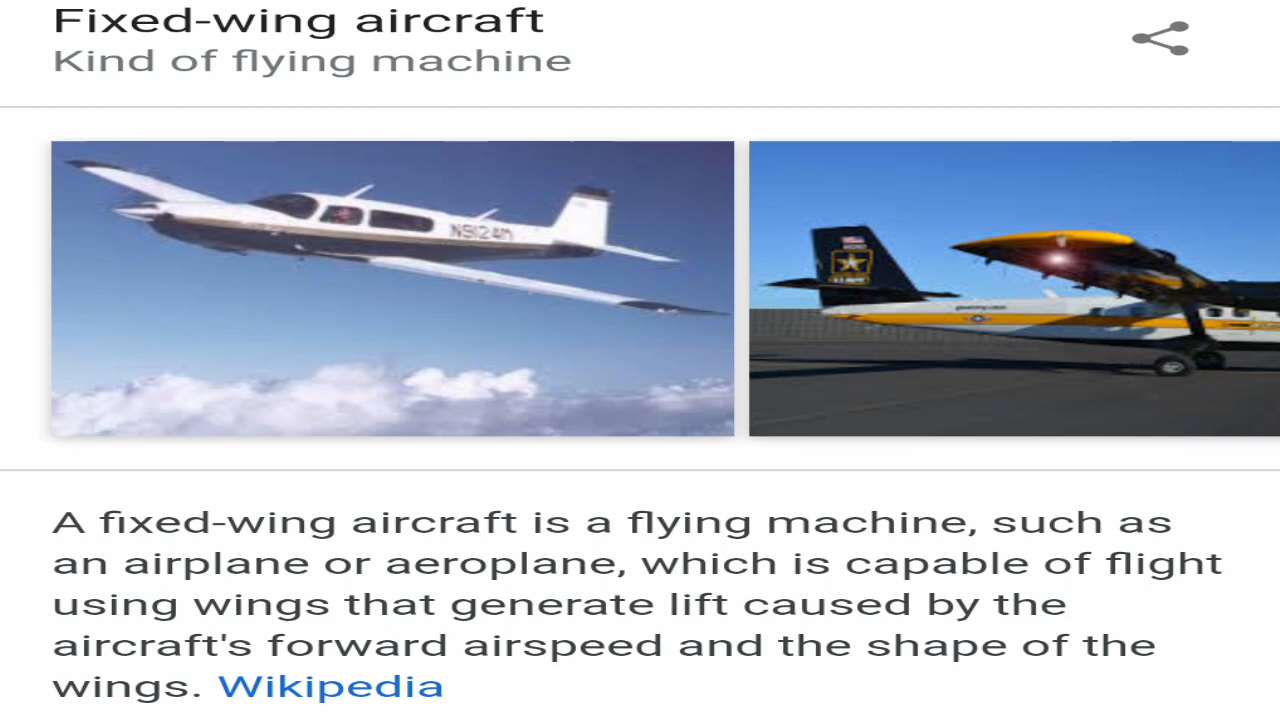 Fixed-wing aircraft
Kind of flying machine
N9124M
A fixed-wing aircraft is a flying machine, such as
an airplane or aeroplane, which is capable of flight
using wings that generate lift caused by the
aircraft's forward airspeed and the shape of the
wings. Wikipedia